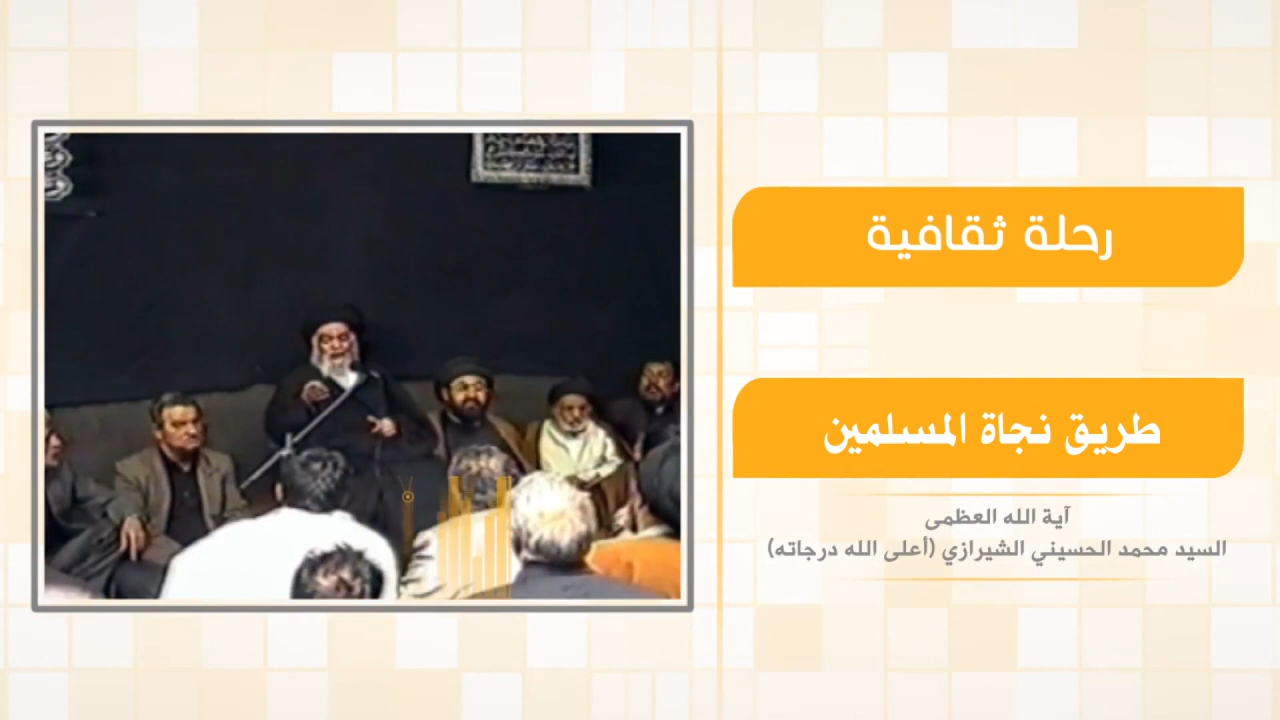 رحلة ثقافية
طريق نجاة المسلمين
آية الله العظمى
السيد محمد الحسيني الشيرازي (أعلى الله درجاته)